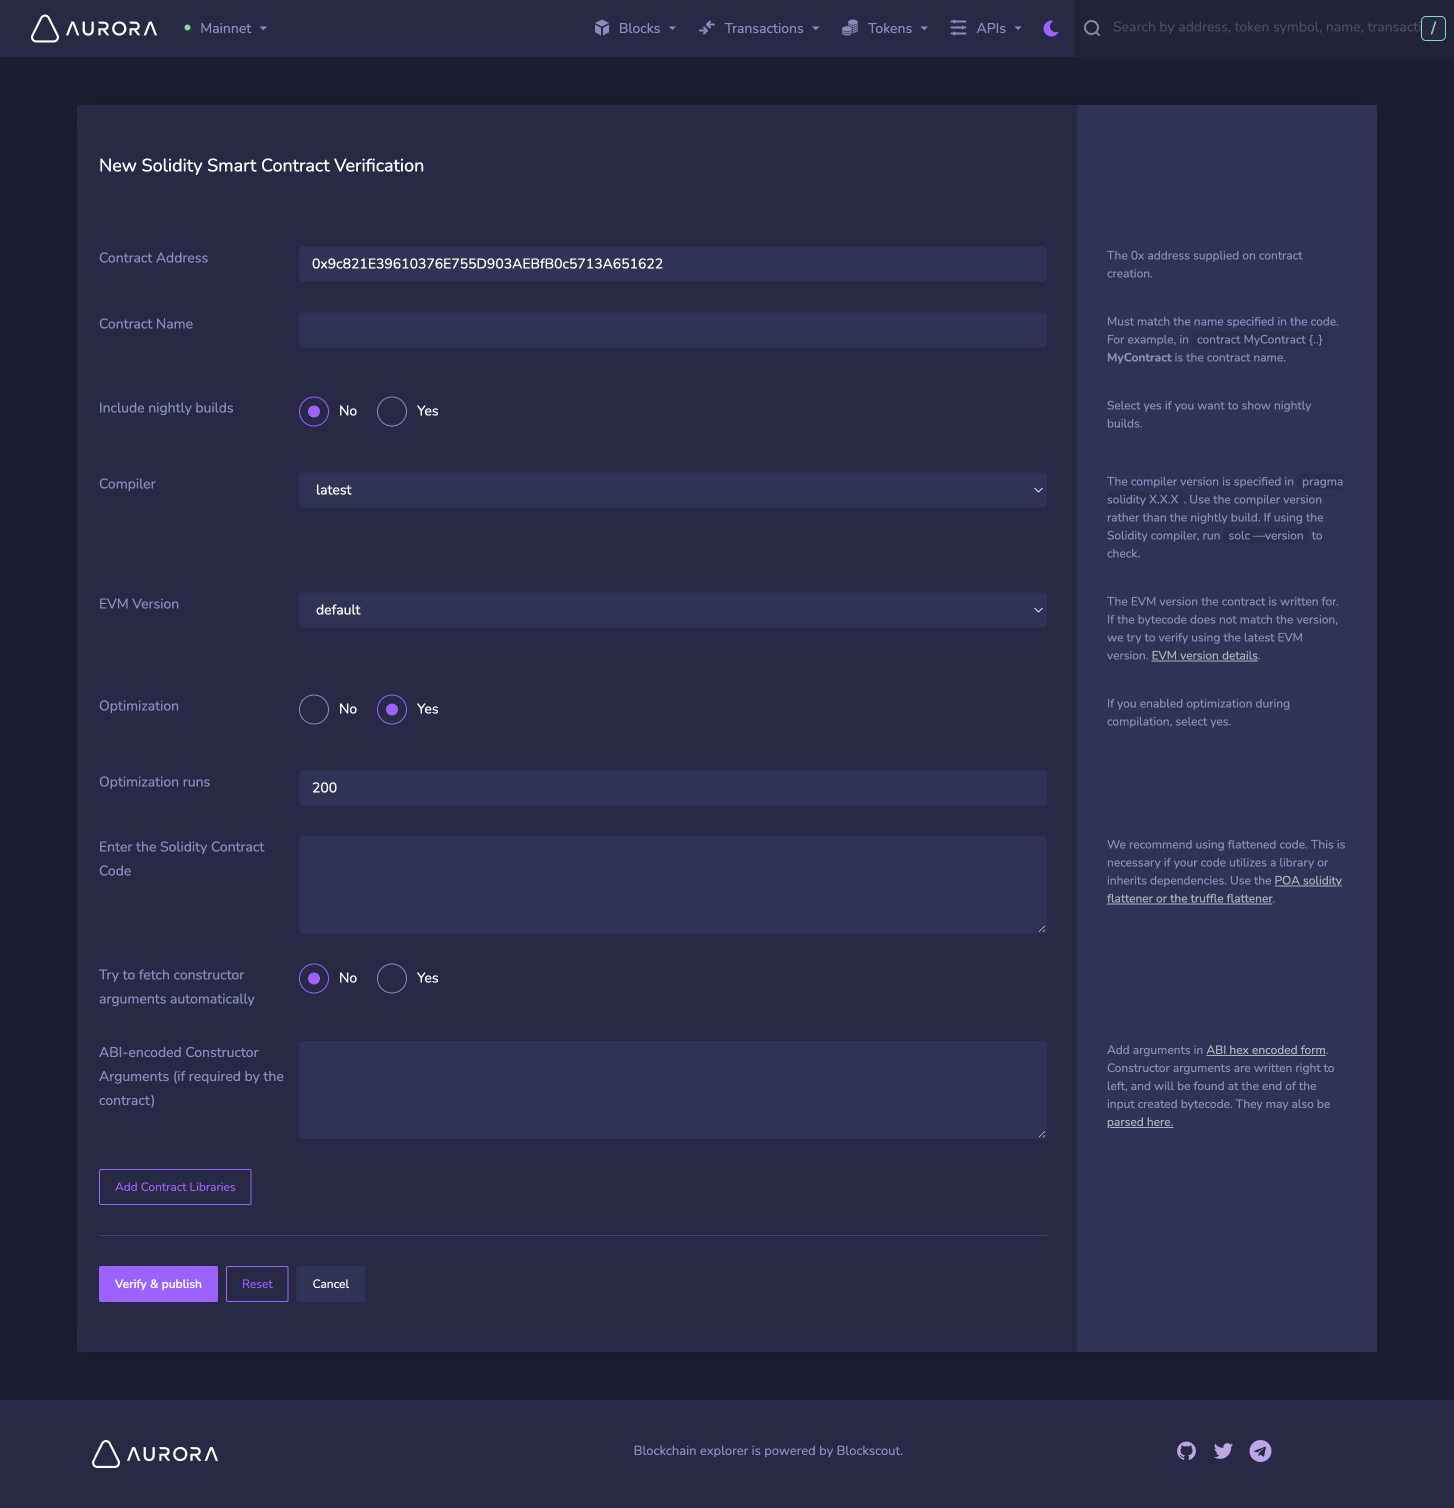 AURORA
Mainnet
Blocks
Transactions
Tokens
APIs
Search by address, token symbol, name, transacti
/
New Solidity Smart Contract Verification
Contract Address
0x9c821E39610376E755D903AEBfB0c5713A651622
The 0x address supplied on contract
creation.
Contract Name
Must match the name specified in the code.
For example, in contract MyContract {..}
MyContract is the contract name.
Include nightly builds
No
Yes
Select yes if you want to show nightly
builds.
Compiler
latest
The compiler version is specified in pragma
solidity X.X.X . Use the compiler version
rather than the nightly build. If using the
Solidity compiler, run solc —version to
check.
EVM Version
default
The EVM version the contract is written for.
If the bytecode does not match the version,
we try to verify using the latest EVM
version. EVM version details.
Optimization
No
Yes
If you enabled optimization during
compilation, select yes.
Optimization runs
200
Enter the Solidity Contract
Code
We recommend using flattened code. This is
necessary if your code utilizes a library or
inherits dependencies. Use the POA solidity
flattener or the truffle flattener.
Try to fetch constructor
arguments automatically
No
Yes
ABI-encoded Constructor
Arguments (if required by the
contract)
Add arguments in ABI hex encoded form.
Constructor arguments are written right to
left, and will be found at the end of the
input created bytecode. They may also be
parsed here.
Add Contract Libraries
Verify & publish
Reset
Cancel
AURORA
Blockchain explorer is powered by Blockscout.